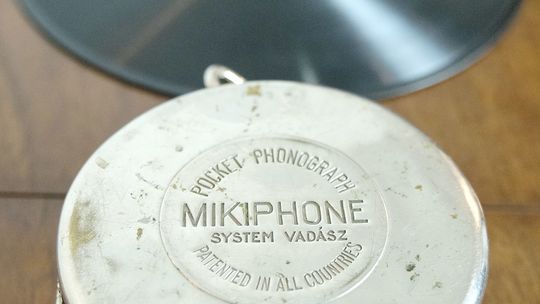 POCKET PHONOGRAPH
MIKIPHONE
SYSTEM VADÁSZ
PATENTED IN ALL COUNTRIES